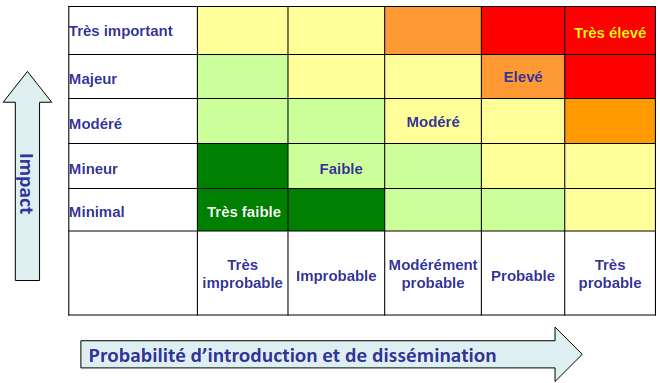 Très important
Très élevé
Majeur
Elevé
Modéré
Modéré
Impact
Mineur
Faible
Minimal
Très faible
Très
improbable
Improbable
Modérément
probable
Probable
Très
probable
Probabilité d’introduction et de dissémination